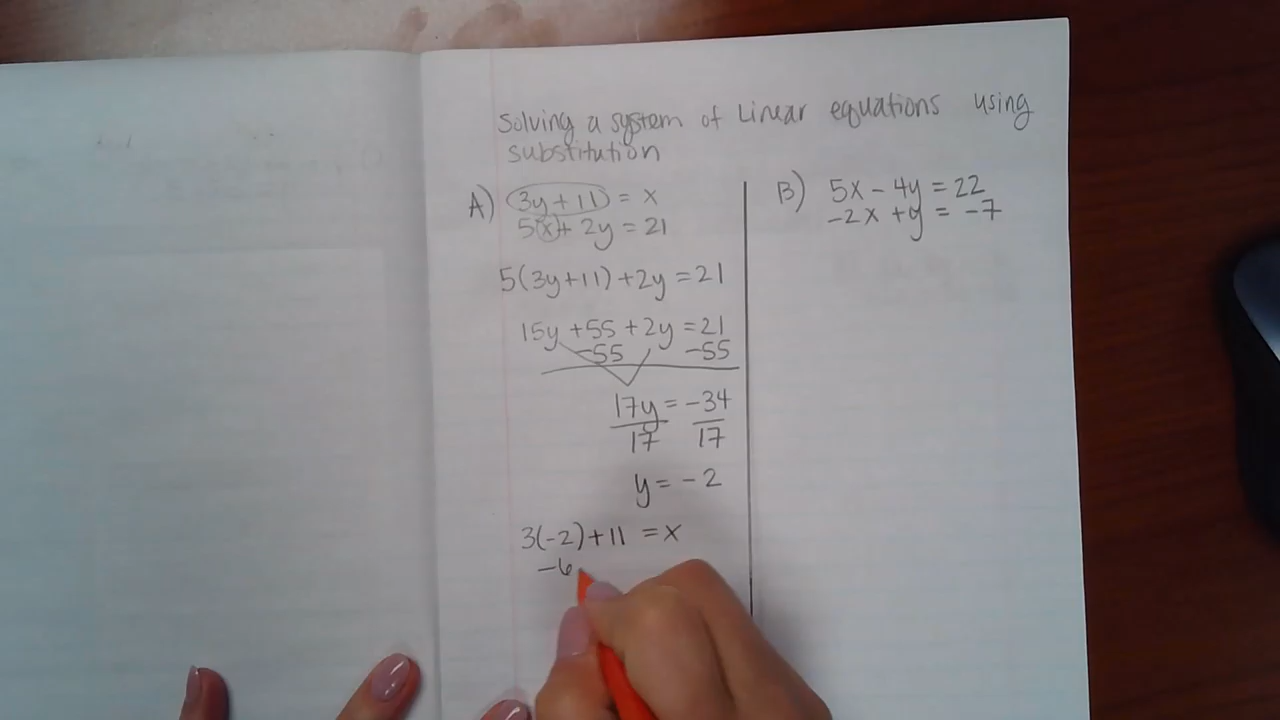 Solving a system of Linear equations using
substitution
A) 3y + 11 = x
5(x) + 2y = 21
5(3y+11) +2y = 21
15y +55 +2y = 21
-55 -55
17y = -34
17 17
y = -2
3(-2) +11 = x
-6
B) 5x - 4y = 22
-2x + y = -7